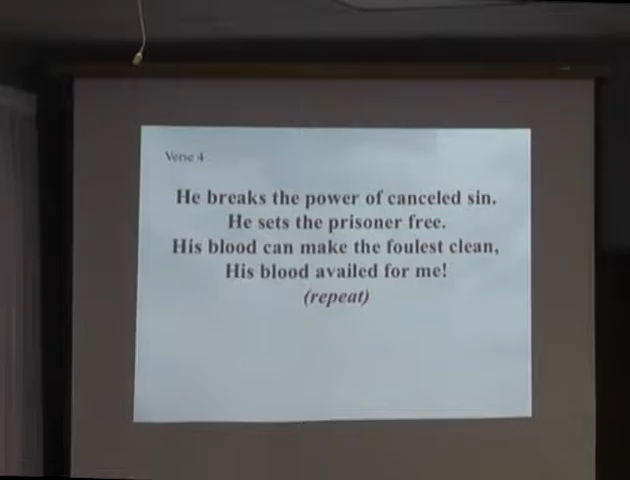 Verse 4
He breaks the power of canceled sin.
He sets the prisoner free.
His blood can make the foulest clean,
His blood availed for me!
(repeat)